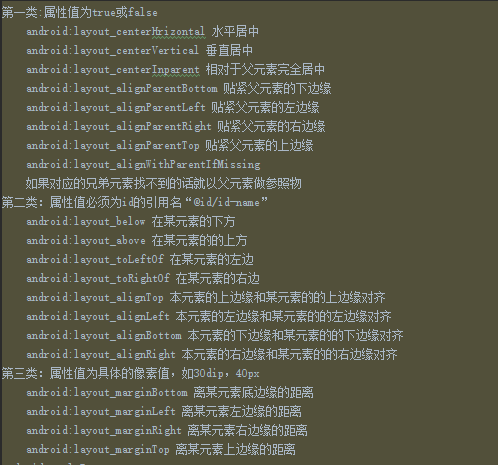 第一类:属性值为true或false
android:layout_centerHrizontal 水平居中
android:layout_centerVertical 垂直居中
android:layout_centerInparent 相对于父元素完全居中
android:layout_alignParentBottom 贴紧父元素的下边缘
android:layout_alignParentLeft 贴紧父元素的左边缘
android:layout_alignParentRight 贴紧父元素的右边缘
android:layout_alignParentTop 贴紧父元素的上边缘
android:layout_alignWithParentIfMissing
如果对应的兄弟元素找不到的话就以父元素做参照物
第二类：属性值必须为id的引用名“@id/id-name”
android:layout_below 在某元素的下方
android:layout_above 在某元素的的上方
android:layout_toLeftOf 在某元素的左边
android:layout_toRightOf 在某元素的右边
android:layout_alignTop 本元素的上边缘和某元素的的上边缘对齐
android:layout_alignLeft 本元素的左边缘和某元素的的左边缘对齐
android:layout_alignBottom 本元素的下边缘和某元素的的下边缘对齐
android:layout_alignRight 本元素的右边缘和某元素的的右边缘对齐
第三类：属性值为具体的像素值，如30dip，40px
android:layout_marginBottom 离某元素底边缘的距离
android:layout_marginLeft 离某元素左边缘的距离
android:layout_marginRight 离某元素右边缘的距离
android:layout_marginTop 离某元素上边缘的距离